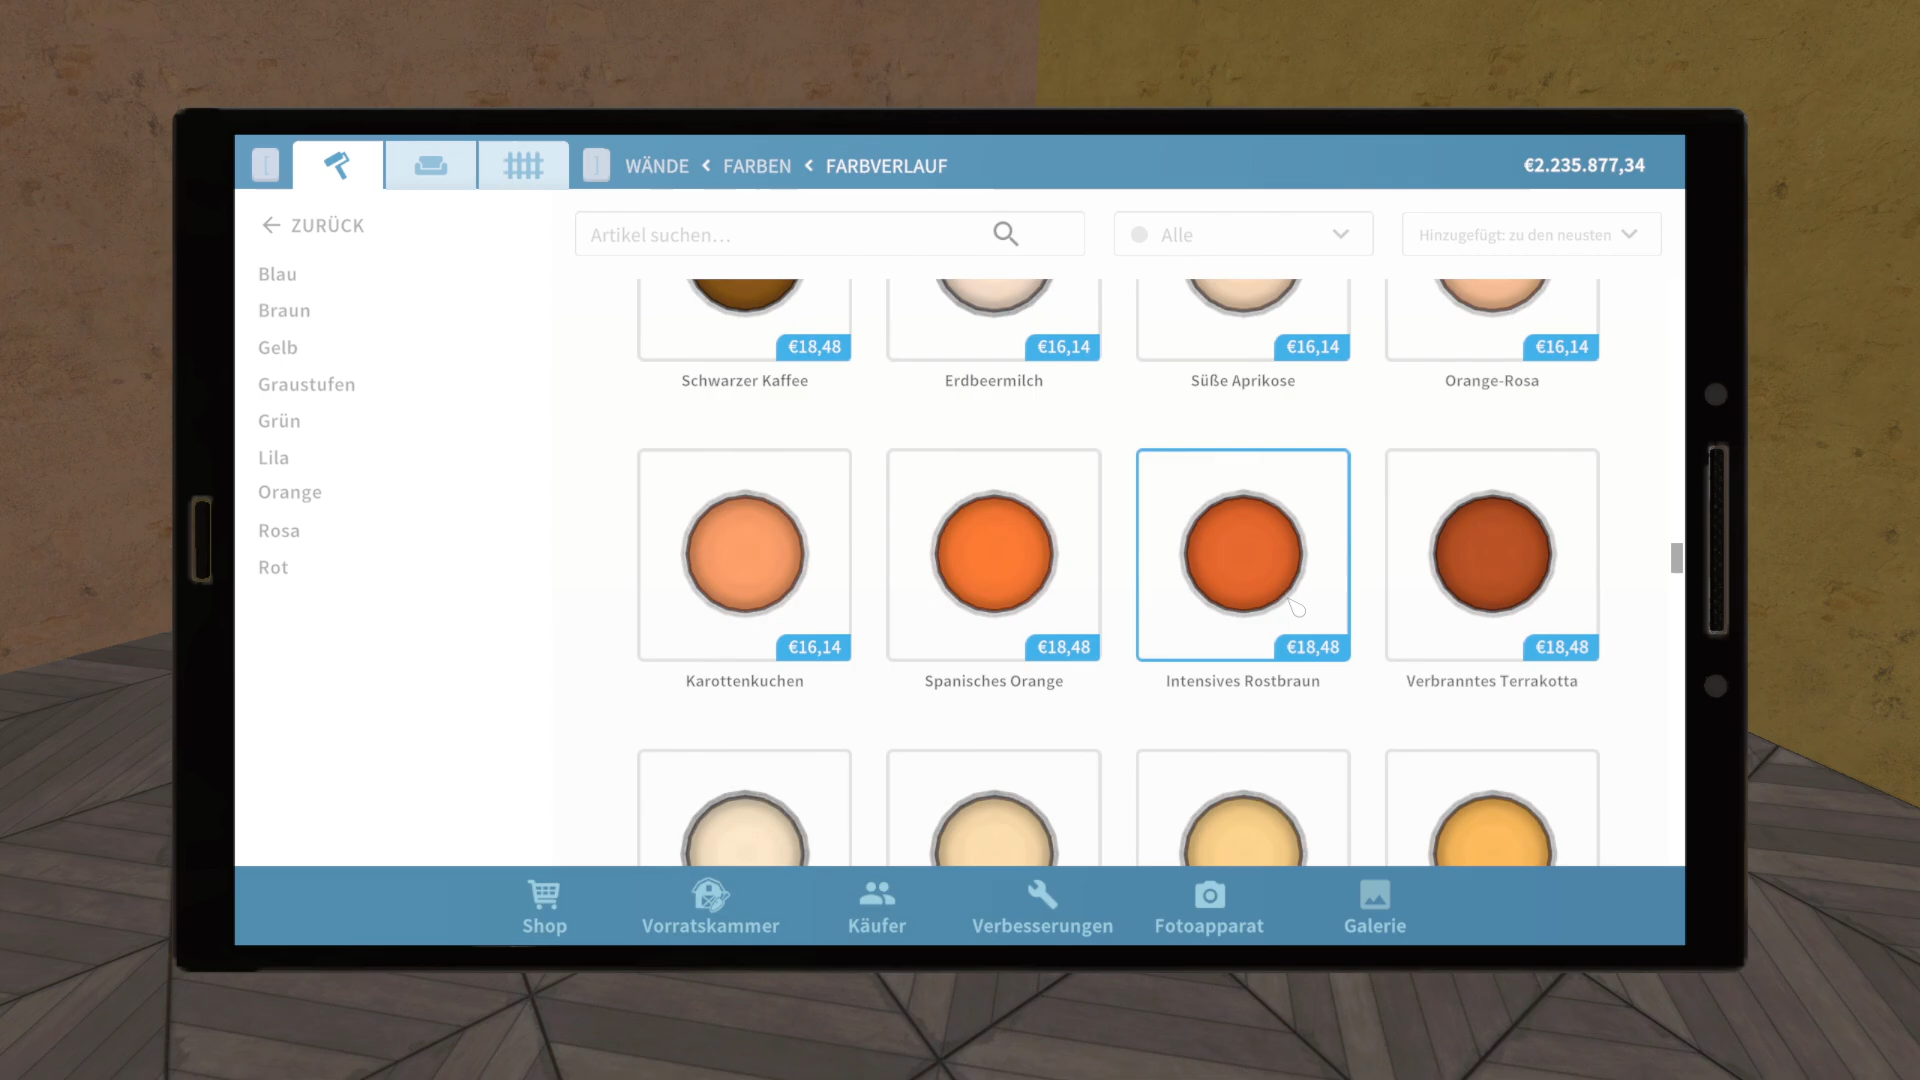 WÄNDE < FARBEN < FARBVERLAUF
€2.235.877,34
ZURÜCK
Artikel suchen...
Alle
Hinzugefügt: zu den neusten
Blau
Braun
Gelb
Graustufen
Grün
Lila
Orange
Rosa
Rot
€18,48
€16,14
€16,14
€16,14
Schwarzer Kaffee
Erdbeermilch
Süße Aprikose
Orange-Rosa
€16,14
€18,48
€18,48
€18,48
Karottenkuchen
Spanisches Orange
Intensives Rostbraun
Verbranntes Terrakotta
Shop
Vorratskammer
Käufer
Verbesserungen
Fotoapparat
Galerie